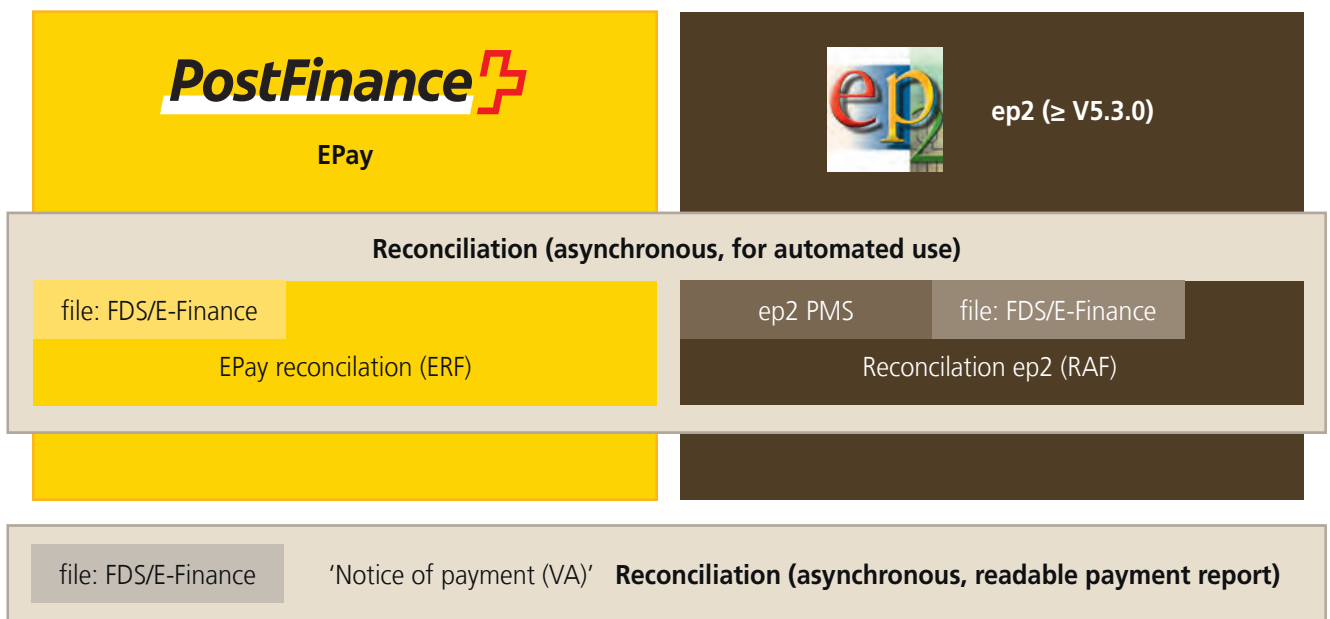 PostFinance
EPay
ep2
ep2 (≥ V5.3.0)
Reconciliation (asynchronous, for automated use)
file: FDS/E-Finance
EPay reconcilation (ERF)
ep2 PMS
file: FDS/E-Finance
Reconcilation ep2 (RAF)
file: FDS/E-Finance
‘Notice of payment (VA)’ Reconciliation (asynchronous, readable payment report)